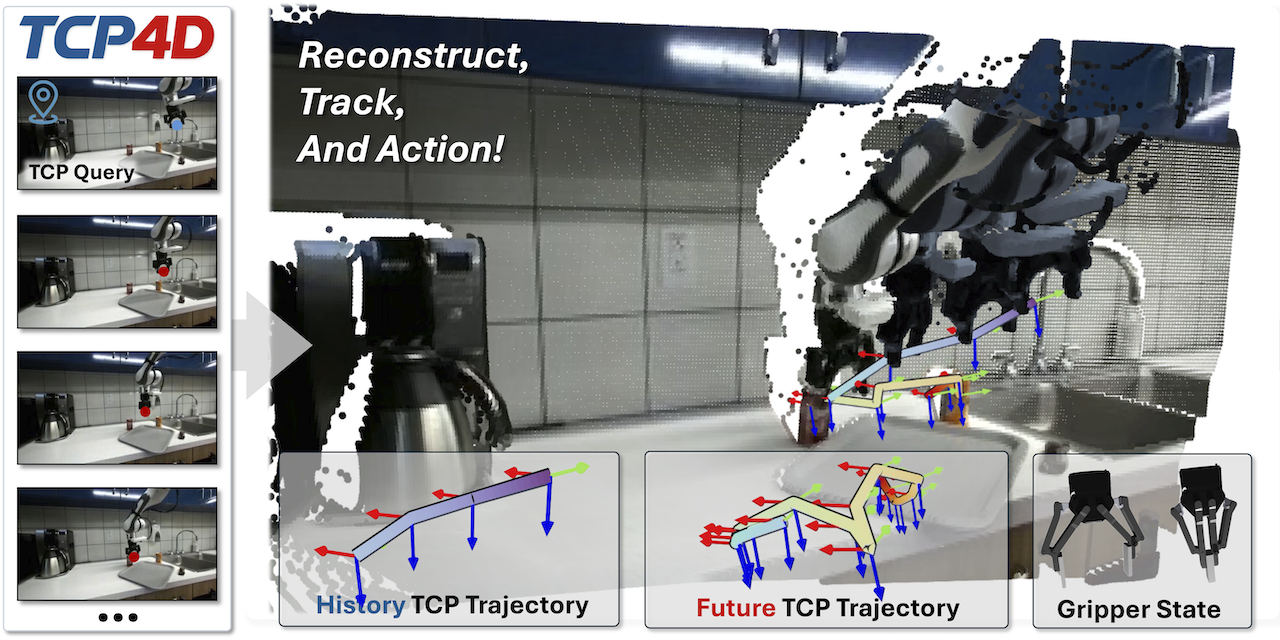 TCP4D
TCP Query
Reconstruct,
Track,
And Action!
History TCP Trajectory
Future TCP Trajectory
Gripper State